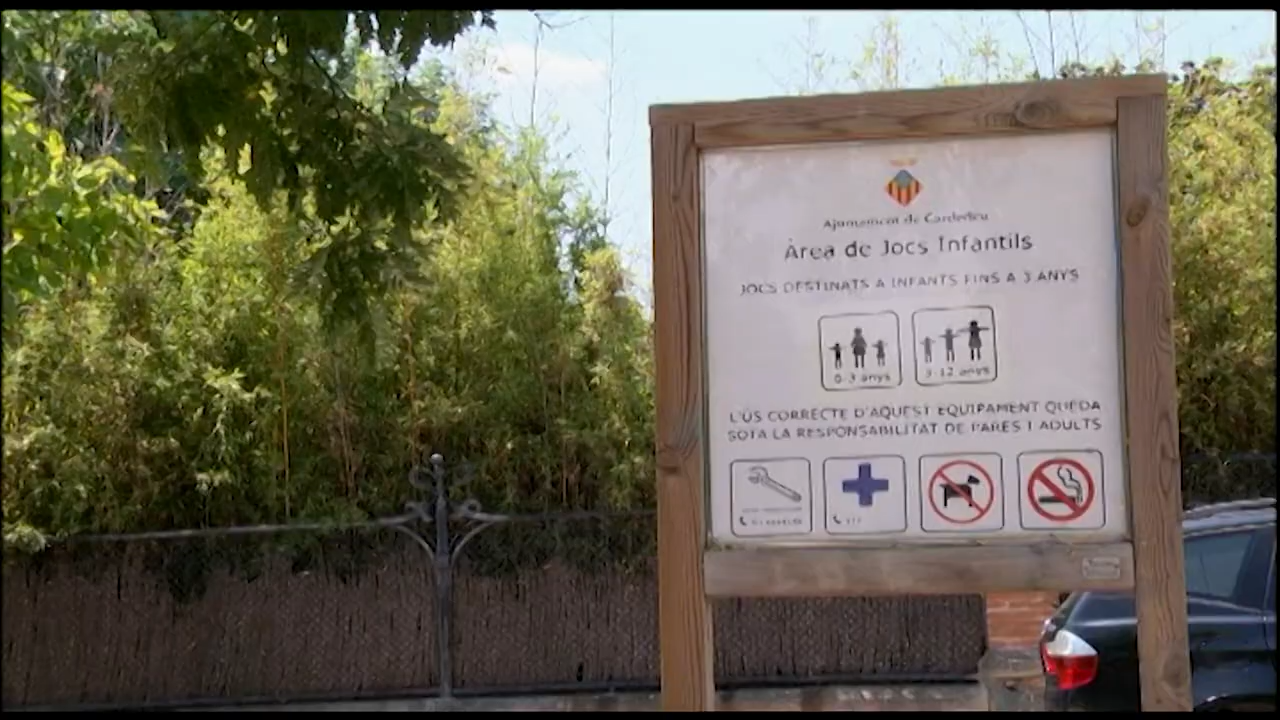 Ajuntament de Cardedeu
Àrea de Jocs Infantils
JOCS DESTINATS A INFANTS FINS A 3 ANYS
0-3 anys
3-12 anys
L'ÚS CORRECTE D'AQUEST EQUIPAMENT QUEDA
SOTA LA RESPONSABILITAT DE PARES I ADULTS